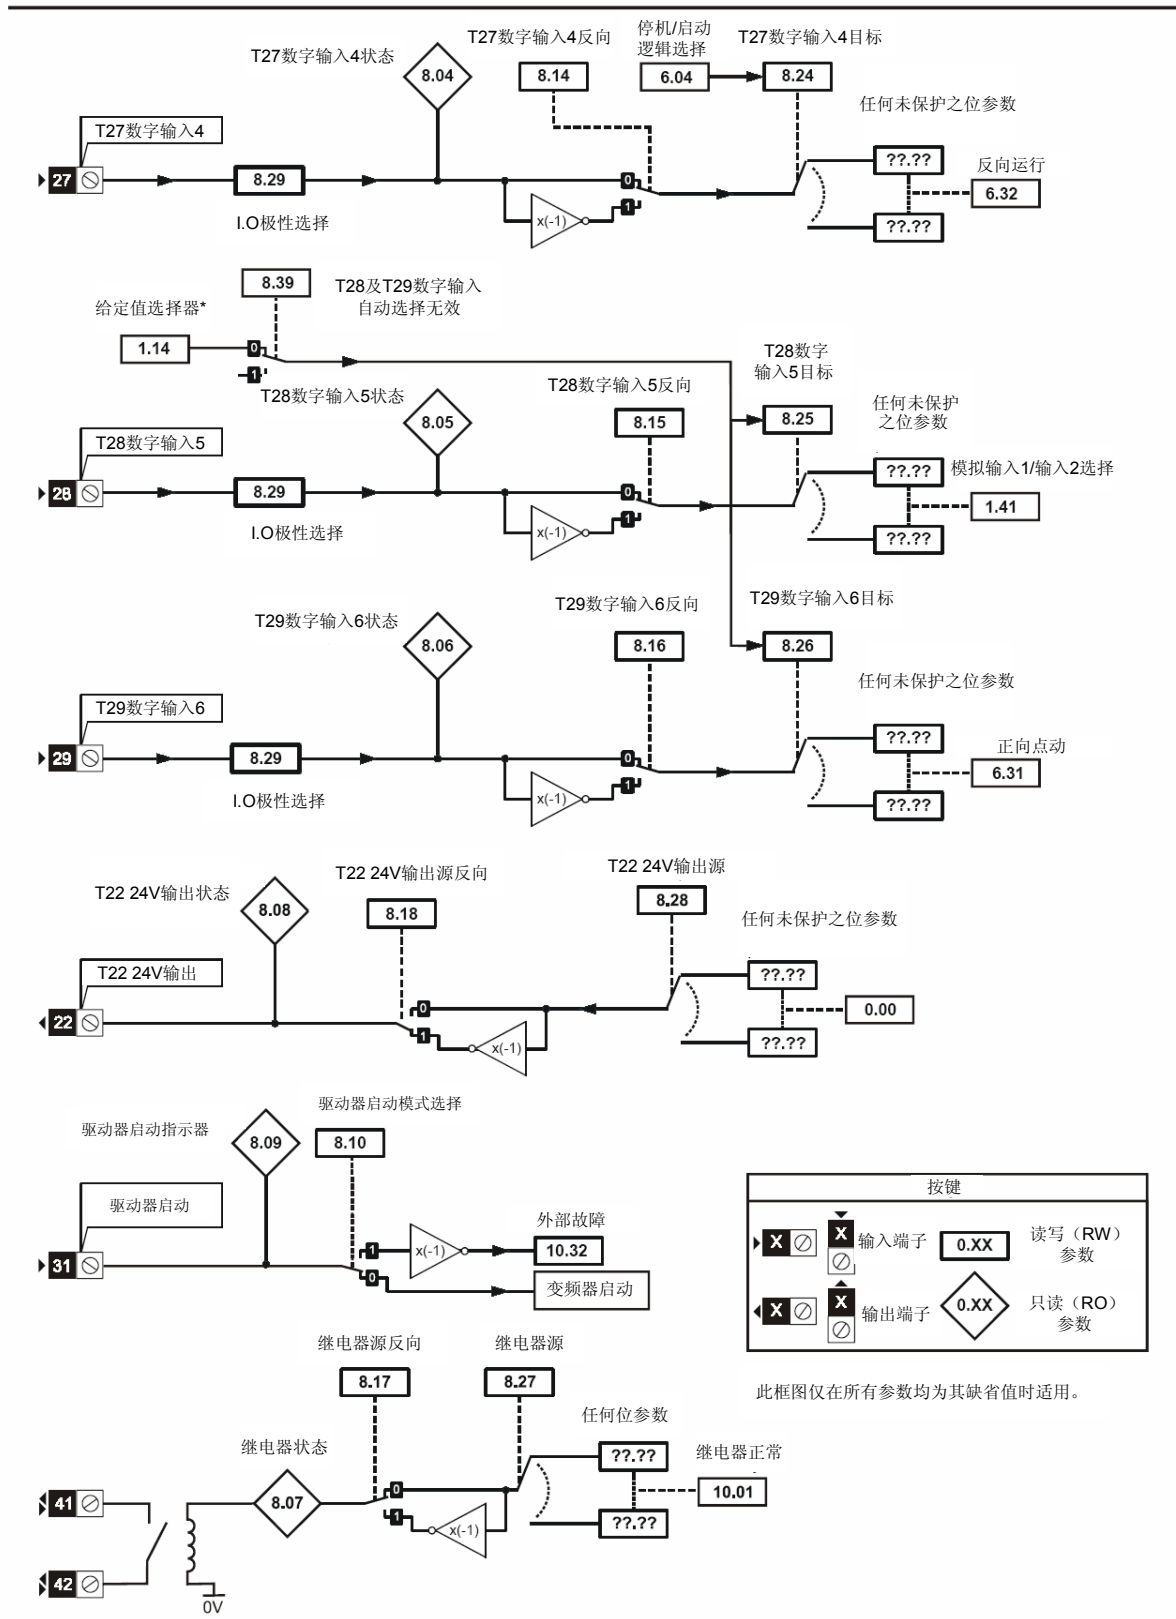 T27数字输入4状态
8.04
T27数字输入4反向
8.14
停机/启动
逻辑选择
6.04
T27数字输入4目标
8.24
任何未保护之位参数
T27数字输入4
27
8.29
I.O极性选择
x(-1)
0
1
??.??
??.??
反向运行
6.32
8.39
T28及T29数字输入
自动选择无效
给定值选择器*
1.14
0
1
T28数字输入5状态
8.05
T28数字输入5反向
8.15
T28数字
输入5目标
8.25
任何未保护
之位参数
T28数字输入5
28
8.29
I.O极性选择
x(-1)
0
1
??.??
??.??
模拟输入1/输入2选择
1.41
T29数字输入6状态
8.06
T29数字输入6反向
8.16
T29数字输入6目标
8.26
任何未保护之位参数
T29数字输入6
29
8.29
I.O极性选择
x(-1)
0
1
??.??
??.??
正向点动
6.31
T22 24V输出状态
8.08
T22 24V输出源反向
8.18
T22 24V输出源
8.28
任何未保护之位参数
T22 24V输出
22
0
1
x(-1)
??.??
??.??
0.00
驱动器启动指示器
8.09
驱动器启动模式选择
8.10
驱动器启动
31
1
0
x(-1)
外部故障
10.32
变频器启动
按键
X
X
输入端子
0.XX
读写（RW）
参数
X
X
输出端子
0.XX
只读（RO）
参数
此框图仅在所有参数均为其缺省值时适用。
继电器源反向
8.17
继电器源
8.27
任何位参数
继电器状态
8.07
41
42
0V
0
1
x(-1)
??.??
??.??
继电器正常
10.01